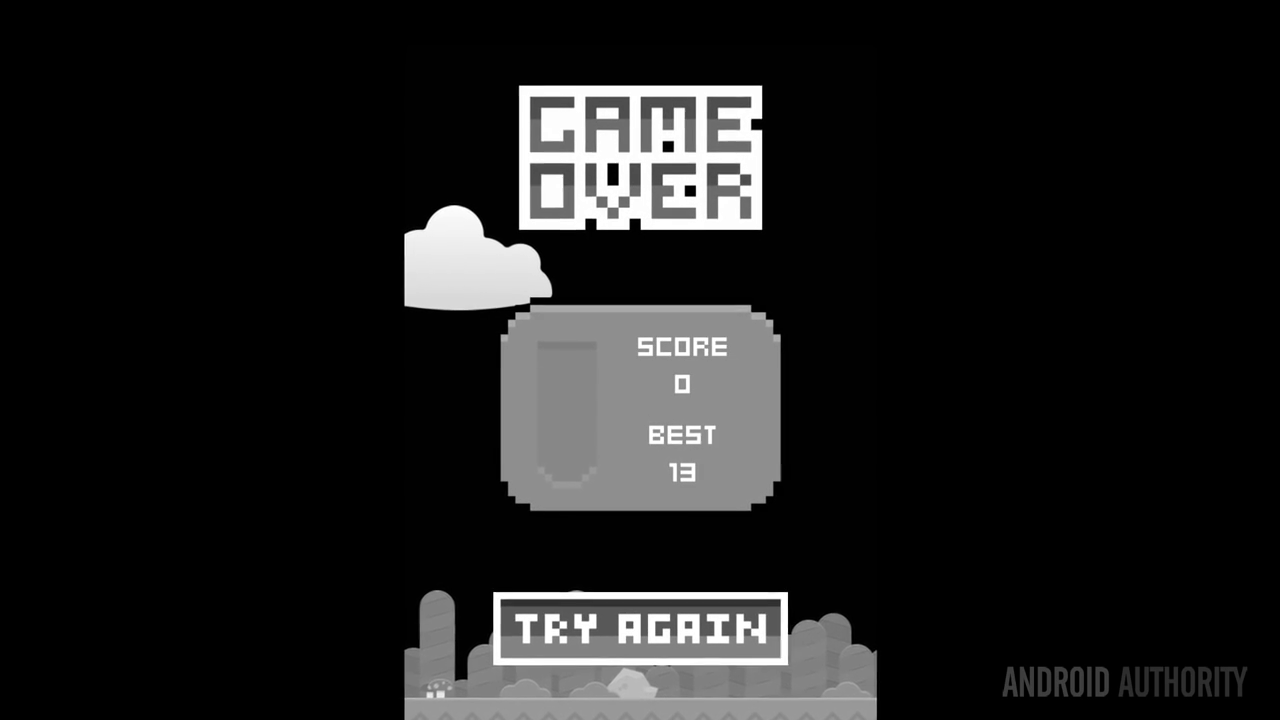 GAME
OVER
SCORE
0
BEST
13
TRY AGAIN
ANDROID AUTHORITY